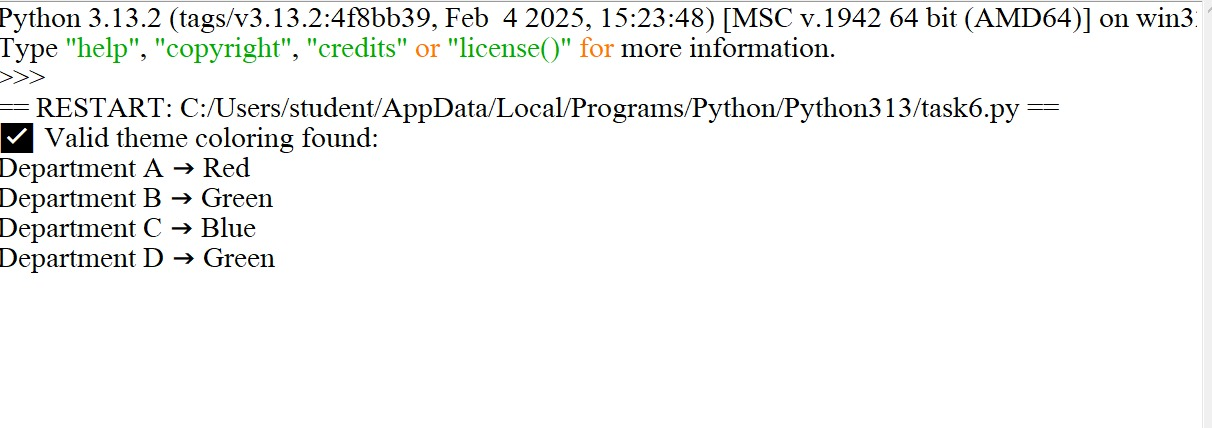 Python 3.13.2 (tags/v3.13.2:4f8bb39, Feb  4 2025, 15:23:48) [MSC v.1942 64 bit (AMD64)] on win3
Type "help", "copyright", "credits" or "license()" for more information.
>>>
== RESTART: C:/Users/student/AppData/Local/Programs/Python/Python313/task6.py ==
✅ Valid theme coloring found:
Department A → Red
Department B → Green
Department C → Blue
Department D → Green